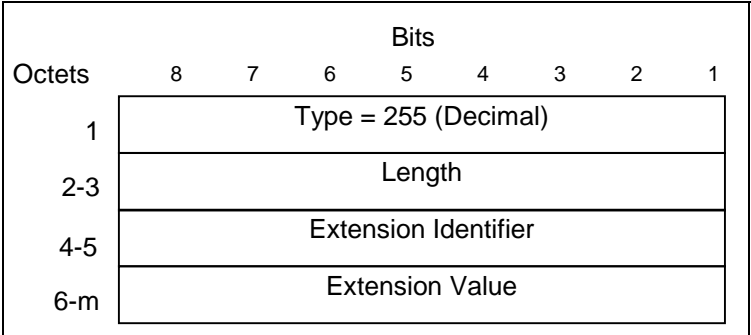 Bits
Octets 8 7 6 5 4 3 2 1
1 Type = 255 (Decimal)
2-3 Length
4-5 Extension Identifier
6-m Extension Value